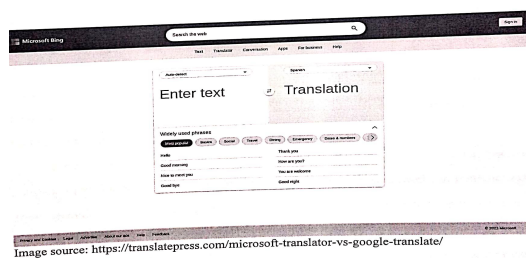 Microsoft Bing
Search the web
Sign in
Text Translator Conversation Apps For business Help
Auto-detect
Spanish
Enter text
Translation
Widely used phrases
Most popular Basics Social Travel Dining Emergency Dates & numbers
Hello
Thank you
Good morning
How are you?
Nice to meet you
You are welcome
Good bye
Good night
Privacy and Cookies Legal Advertise About our ads Help Feedback
© 2023 Microsoft
Image source: https://translatepress.com/microsoft-translator-vs-google-translate/